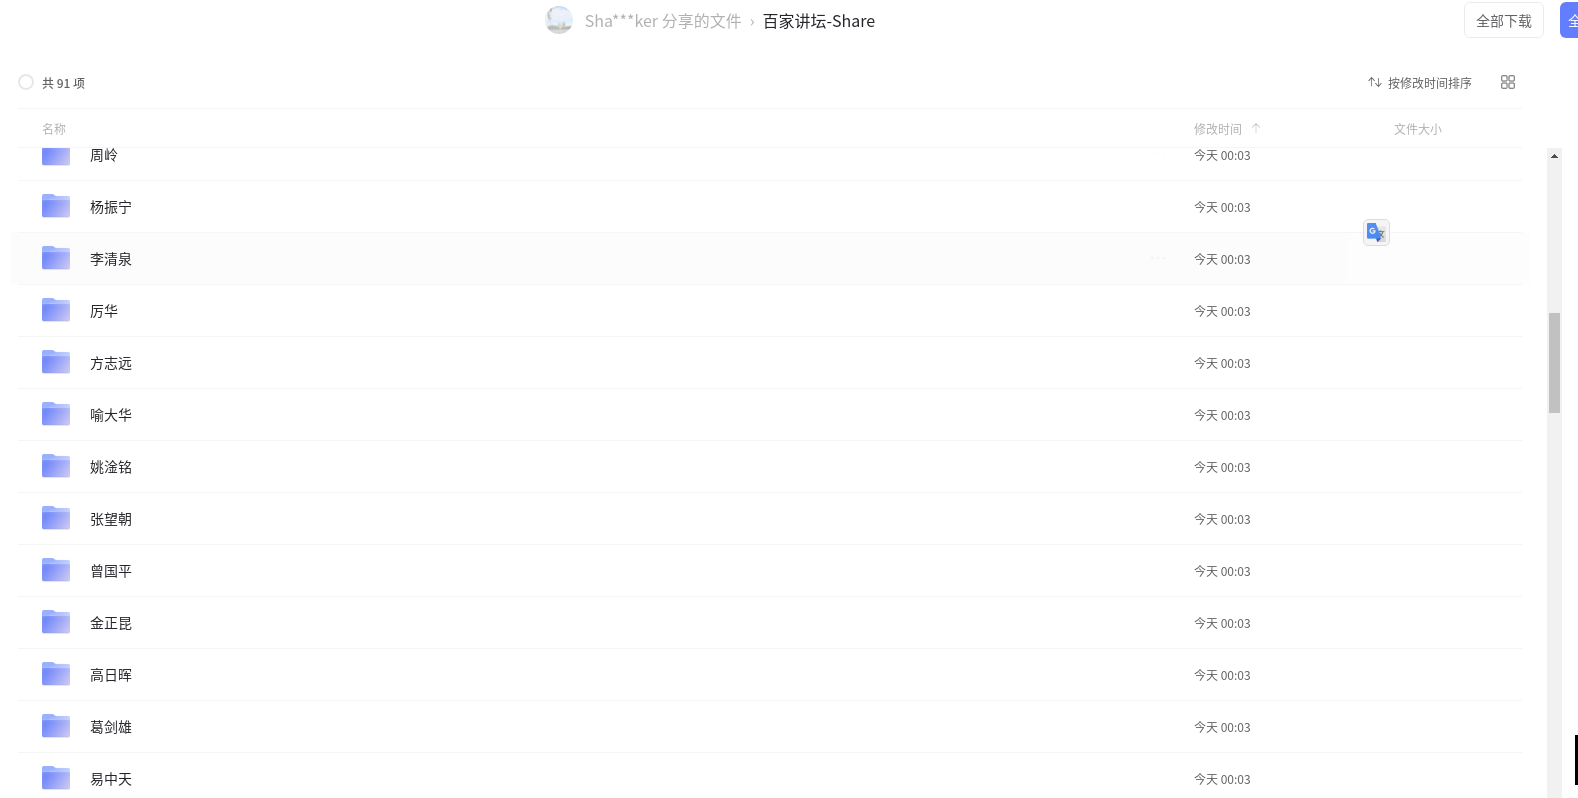 Sha***ker 分享的文件 › 百家讲坛-Share
全部下载
共 91 项
按修改时间排序
名称 修改时间 文件大小
周岭 今天 00:03
杨振宁 今天 00:03
李清泉 ··· 今天 00:03
厉华 今天 00:03
方志远 今天 00:03
喻大华 今天 00:03
姚淦铭 今天 00:03
张望朝 今天 00:03
曾国平 今天 00:03
金正昆 今天 00:03
高日晖 今天 00:03
葛剑雄 今天 00:03
易中天 今天 00:03